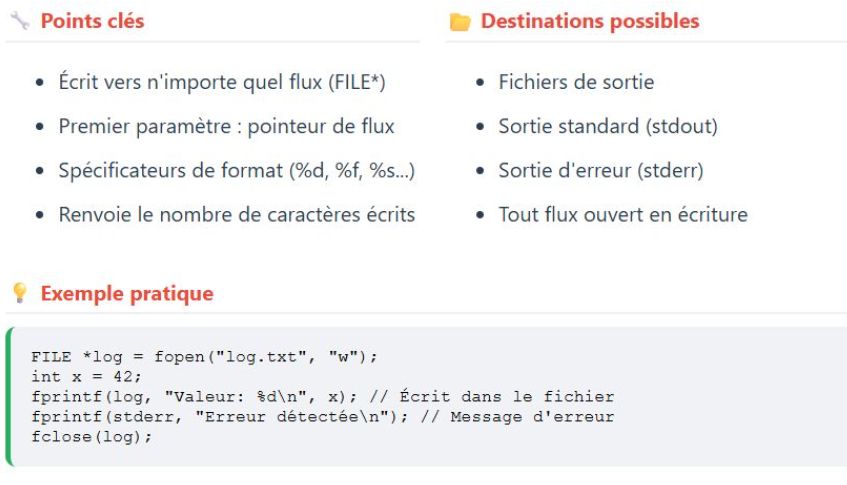 Points clés
Écrit vers n'importe quel flux (FILE*)
Premier paramètre : pointeur de flux
Spécificateurs de format (%d, %f, %s...)
Renvoie le nombre de caractères écrits
Destinations possibles
Fichiers de sortie
Sortie standard (stdout)
Sortie d'erreur (stderr)
Tout flux ouvert en écriture
Exemple pratique
FILE *log = fopen("log.txt", "w");
int x = 42;
fprintf(log, "Valeur: %d\n", x); // Écrit dans le fichier
fprintf(stderr, "Erreur détectée\n"); // Message d'erreur
fclose(log);